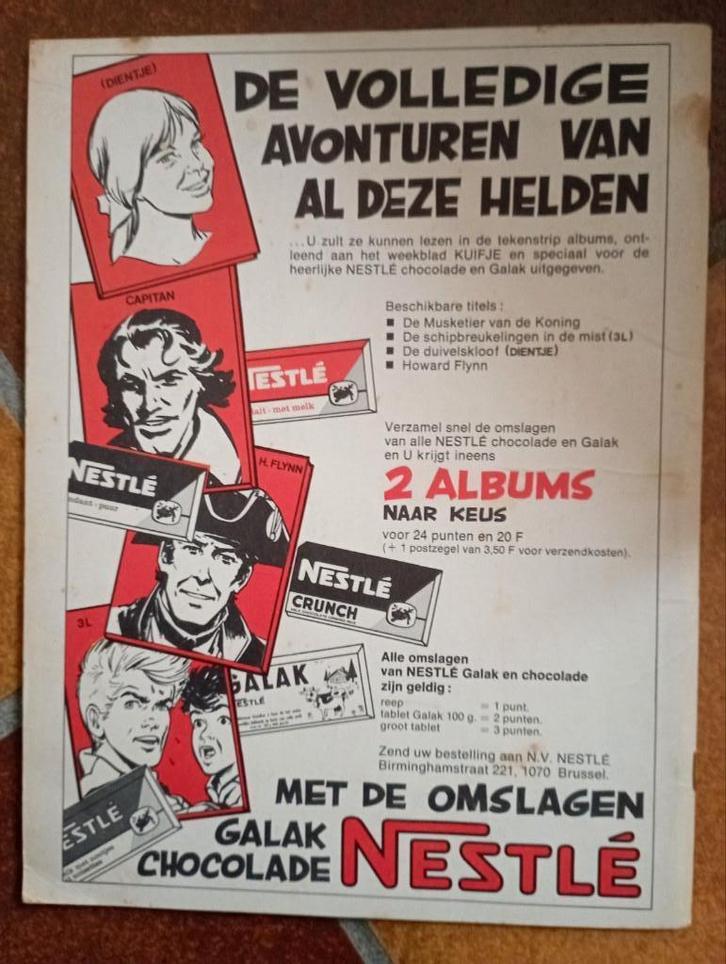 (DIENTJE)
DE VOLLEDIGE
AVONTUREN VAN
AL DEZE HELDEN
...U zult ze kunnen lezen in de tekenstrip albums, ont-
leend aan het weekblad KUIFJE en speciaal voor de
heerlijke NESTLÉ chocolade en Galak uitgegeven.
CAPITAN
Beschikbare titels :
■ De Musketier van de Koning
■ De schipbreukelingen in de mist (3L)
■ De duivelskloof (DIENTJE)
■ Howard Flynn
ESTLÉ
lait - met melk
Verzamel snel de omslagen
van alle NESTLÉ chocolade en Galak
en U krijgt ineens
2 ALBUMS
NAAR KEUS
voor 24 punten en 20 F
(+ 1 postzegel van 3,50 F voor verzendkosten).
H. FLYNN
NESTLÉ
ndant - puur
NESTLÉ
CRUNCH
3L
GALAK
ESTLÉ
Alle omslagen
van NESTLÉ Galak en chocolade
zijn geldig :
reep = 1 punt.
tablet Galak 100 g. = 2 punten.
groot tablet = 3 punten.
Zend uw bestelling aan N.V. NESTLÉ
Birminghamstraat 221, 1070 Brussel.
ESTLÉ
MET DE OMSLAGEN
GALAK
CHOCOLADE
NESTLÉ